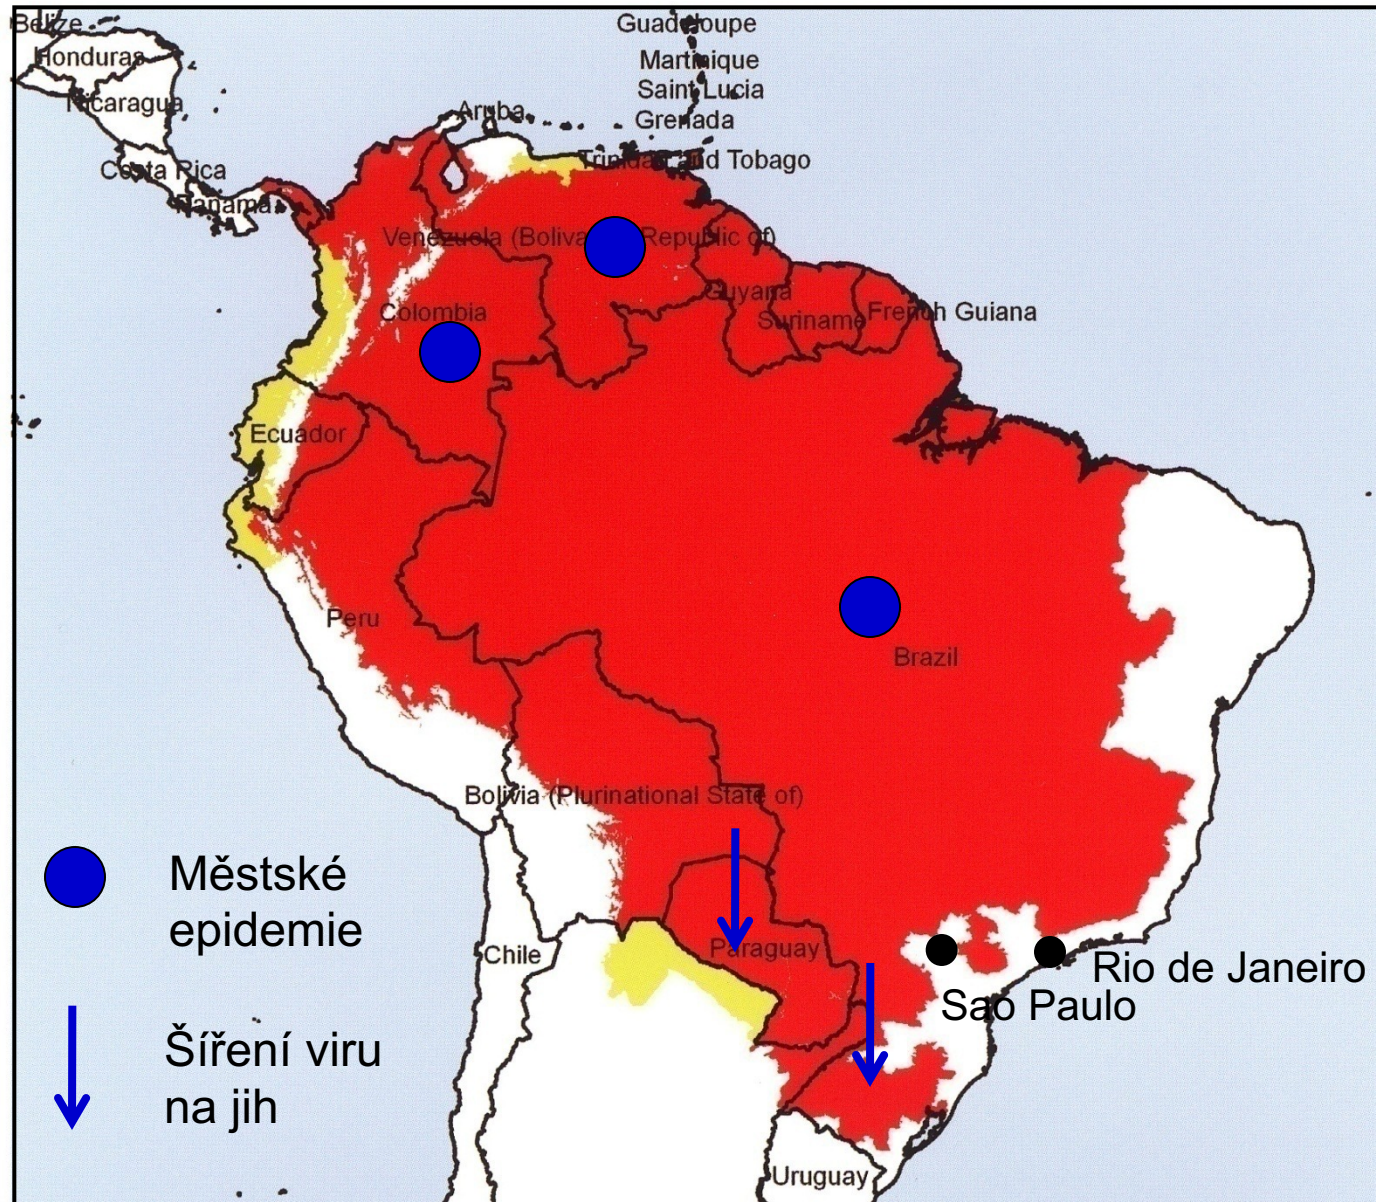 Belize
Guadeloupe
Honduras
Martinique
Saint Lucia
Nicaragua
Aruba
Grenada
Trinidad and Tobago
Costa Rica
Panama
Venezuela (Boliva Republic of)
Guyana
Colombia
Suriname
French Guiana
Ecuador
Peru
Brazil
Bolivia (Plurinational State of)
Městské
epidemie
Chile
Paraguay
Rio de Janeiro
Sao Paulo
Šíření viru
na jih
Uruguay